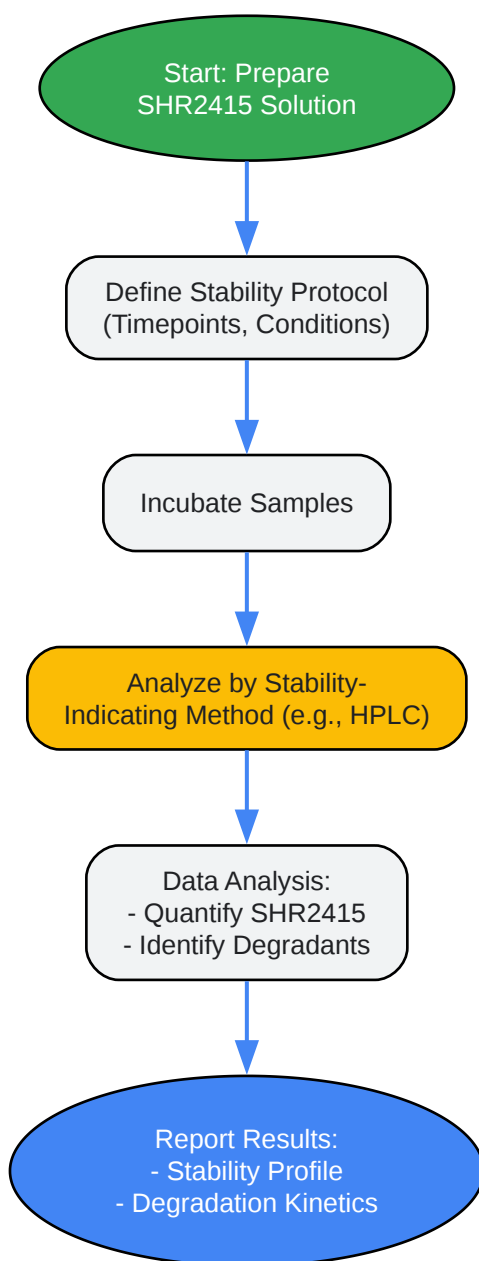 Start: Prepare
SHR2415 Solution
Define Stability Protocol
(Timepoints, Conditions)
Incubate Samples
Analyze by Stability-
Indicating Method (e.g., HPLC)
Data Analysis:
- Quantify SHR2415
- Identify Degradants
Report Results:
- Stability Profile
- Degradation Kinetics